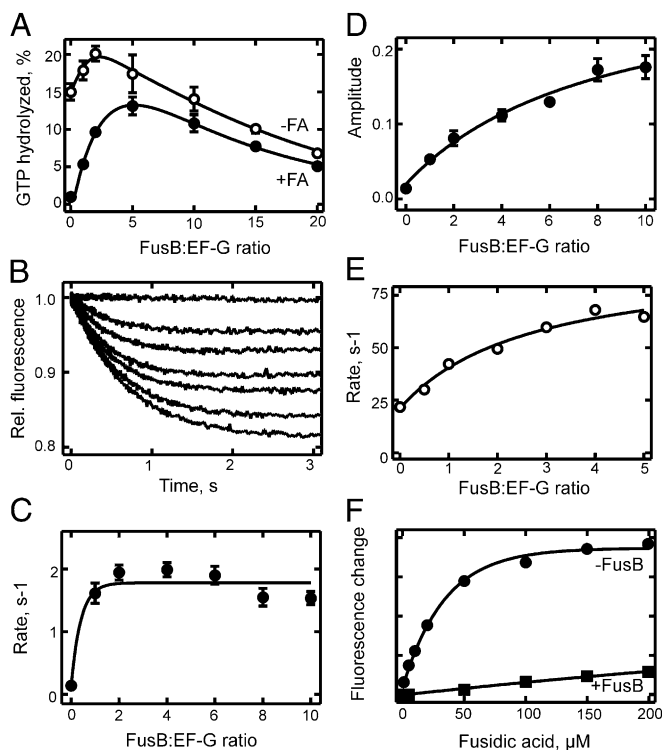 A
GTP hydrolyzed, %
20
15
10
5
0
-FA
+FA
0 5 10 15 20
FusB:EF-G ratio
B
Rel. fluorescence
1.0
0.9
0.8
0 1 2 3
Time, s
C
Rate, s-1
2
1
0
0 2 4 6 8 10
FusB:EF-G ratio
D
Amplitude
0.2
0.1
0.0
0 2 4 6 8 10
FusB:EF-G ratio
E
Rate, s-1
75
50
25
0
0 1 2 3 4 5
FusB:EF-G ratio
F
Fluorescence change
-FusB
+FusB
0 50 100 150 200
Fusidic acid, µM